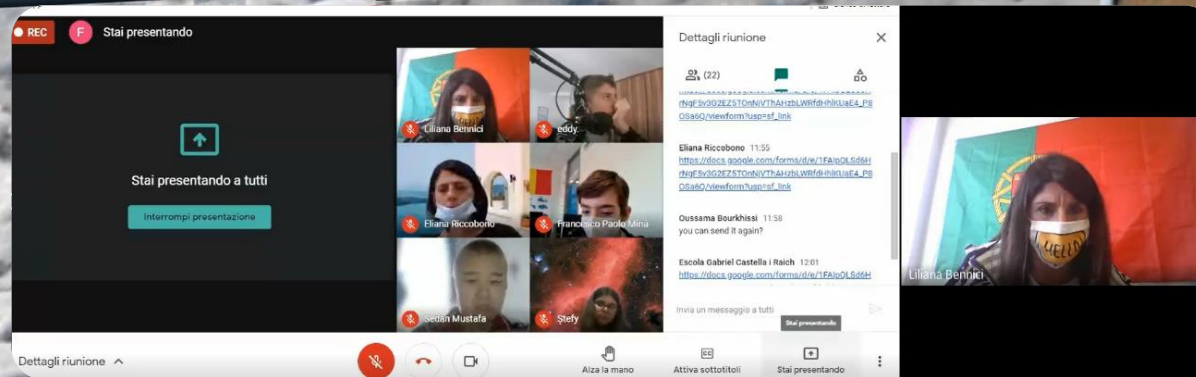 REC
F
Stai presentando
Stai presentando a tutti
Interrompi presentazione
Liliana Bennici
eddy.
Eliana Riccobono
Francesco Paolo Minà
Sedan Mustafa
Ștefy
Dettagli riunione
(22)
OSa6Q/viewform?usp=sf_link
Eliana Riccobono 11:55
https://docs.google.com/forms/d/e/1FAIpQLSd6H
OSa6Q/viewform?usp=sf_link
Oussama Bourkhissi 11:58
you can send it again?
Escola Gabriel Castella i Raich 12:01
https://docs.google.com/forms/d/e/1FAIpQLSd6H
Invia un messaggio a tutti
Stai presentando
Dettagli riunione
Alza la mano
CC
Attiva sottotitoli
Stai presentando
HELLO
Liliana Bennici